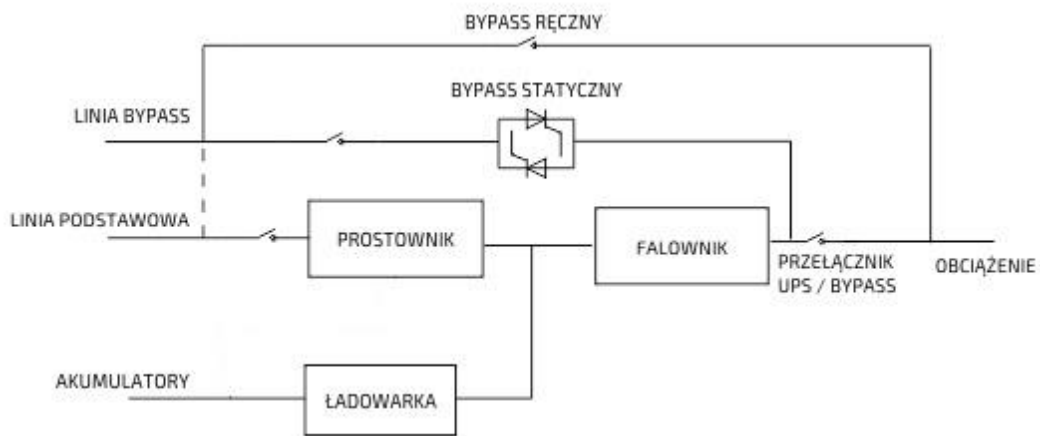 BYPASS RĘCZNY
BYPASS STATYCZNY
LINIA BYPASS
LINIA PODSTAWOWA
PROSTOWNIK
FALOWNIK
PRZEŁĄCZNIK
UPS / BYPASS
OBCIĄŻENIE
AKUMULATORY
ŁADOWARKA